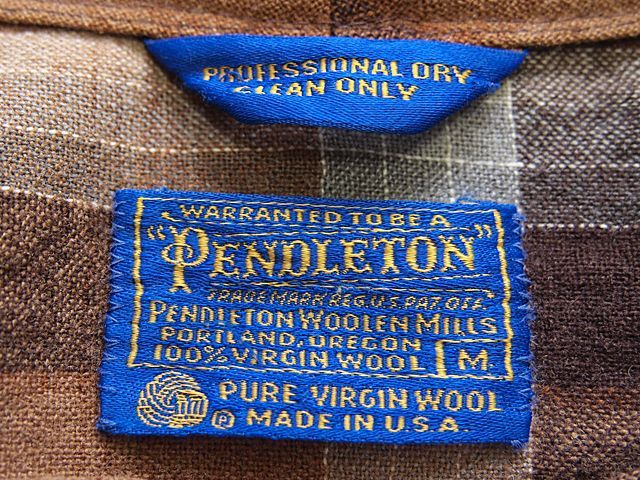 PROFESSIONAL DRY
CLEAN ONLY
WARRANTED TO BE A
"PENDLETON"
TRADE MARK REG. U.S. PAT. OFF.
PENDLETON WOOLEN MILLS
PORTLAND, OREGON
100% VIRGIN WOOL M.
PURE VIRGIN WOOL
Ⓟ MADE IN U.S.A.